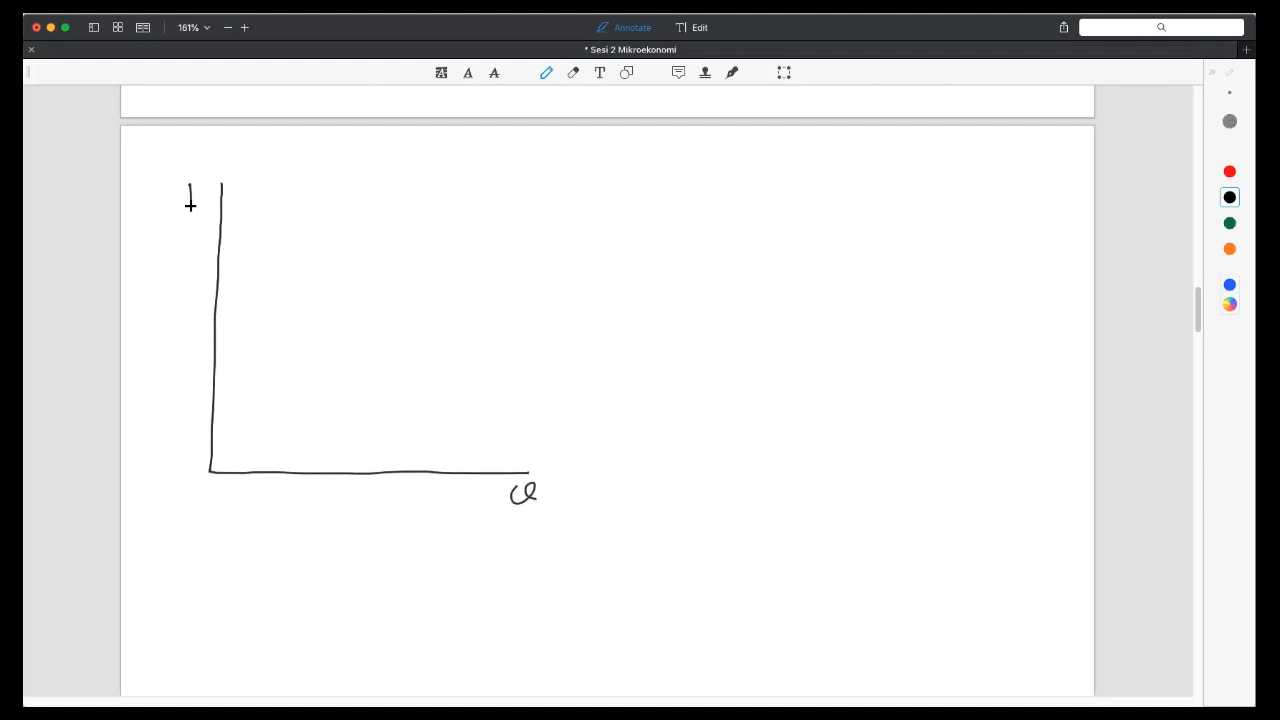 161%
Annotate
Edit
* Sesi 2 Mikroekonomi
A A A T
Q